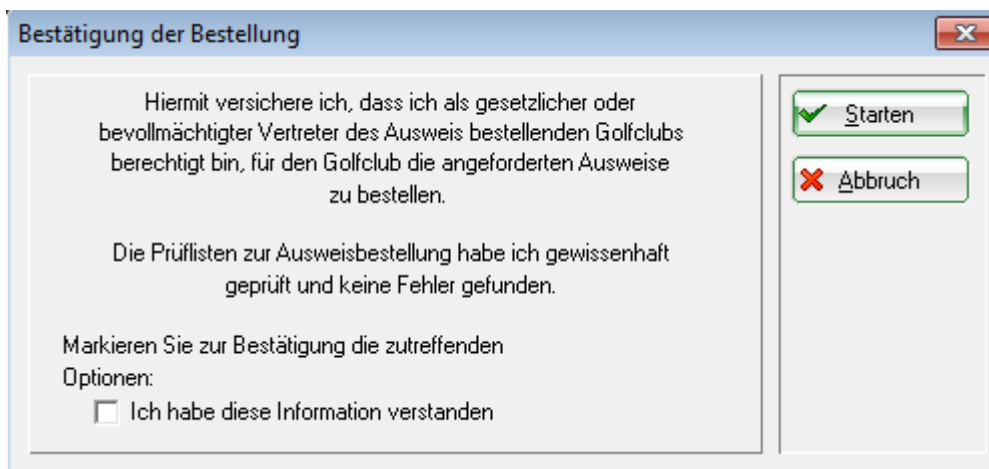 Bestätigung der Bestellung
Hiermit versichere ich, dass ich als gesetzlicher oder
bevollmächtigter Vertreter des Ausweis bestellenden Golfclubs
berechtigt bin, für den Golfclub die angeforderten Ausweise
zu bestellen.
Die Prüflisten zur Ausweisbestellung habe ich gewissenhaft
geprüft und keine Fehler gefunden.
Markieren Sie zur Bestätigung die zutreffenden
Optionen:
Ich habe diese Information verstanden
Starten
Abbruch